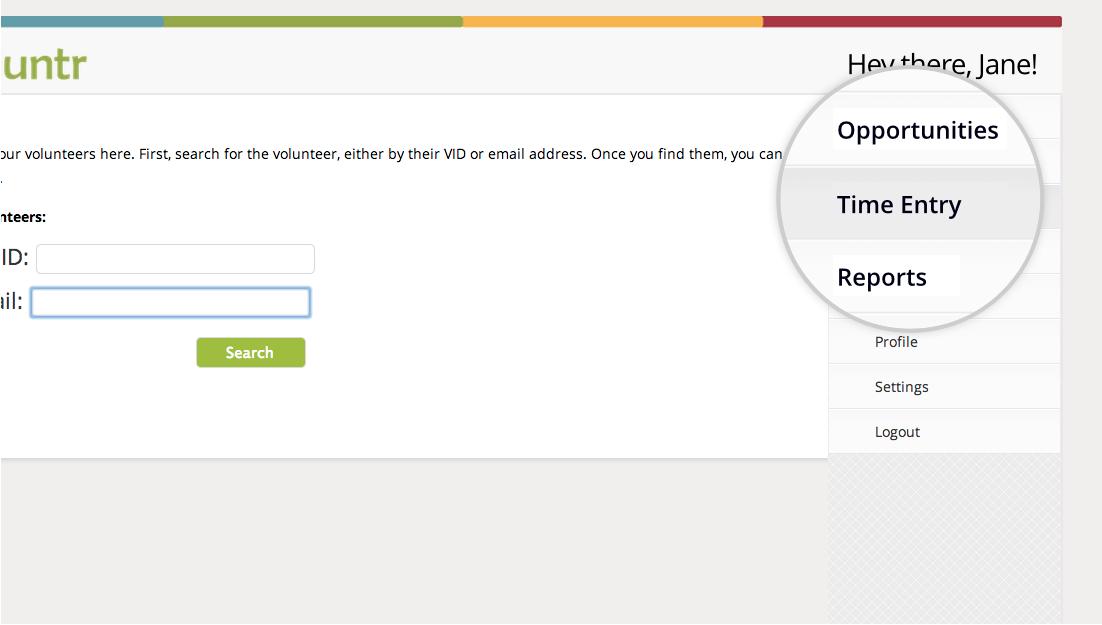 untr
Hey there, Jane!
Opportunities
our volunteers here. First, search for the volunteer, either by their VID or email address. Once you find them, you can
.
Time Entry
nteers:
ID:
Reports
ail:
Profile
Search
Settings
Logout